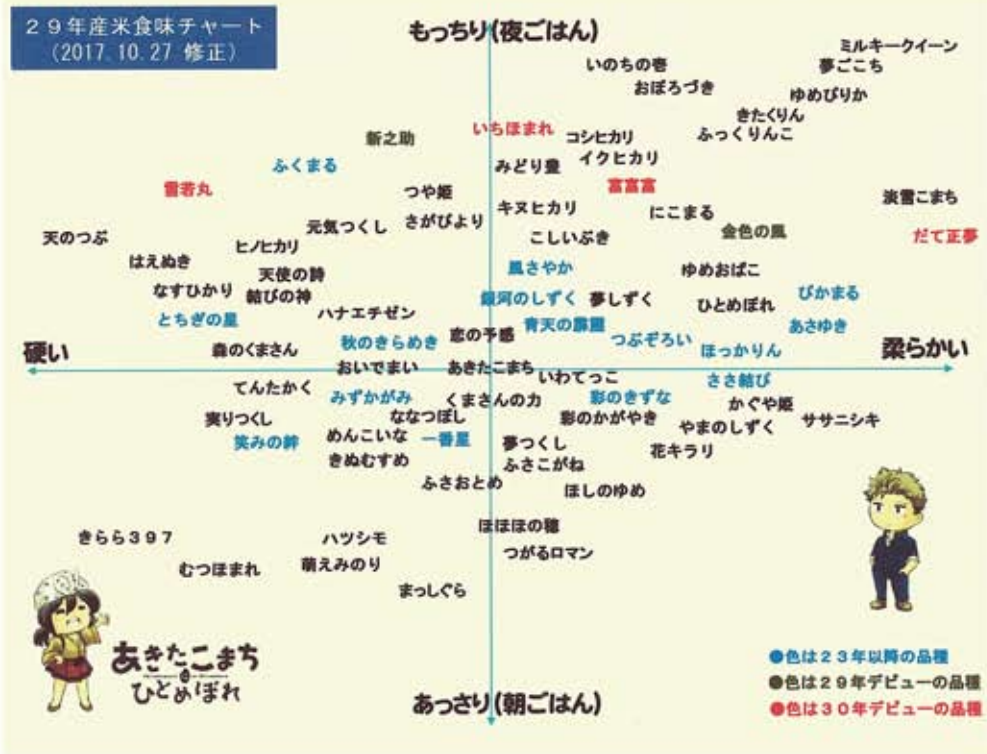 ２９年産米食味チャート
(2017.10.27 修正)
もっちり(夜ごはん)
ミルキークイーン
いのちの壱
夢ごこち
おぼろづき
ゆめぴりか
きたくりん
いちほまれ
ふっくりんこ
新之助
コシヒカリ
ふくまる
みどり豊
イクヒカリ
雪若丸
つや姫
富富富
淡雪こまち
キヌヒカリ
にこまる
元気つくし
さがびより
天のつぶ
こしいぶき
金色の風
だて正夢
ヒノヒカリ
はえぬき
天使の詩
風さやか
ゆめおばこ
なすひかり
結びの神
銀河のしずく
夢しずく
ひとめぼれ
ぴかまる
ハナエチゼン
とちぎの星
青天の霹靂
あさゆき
恋の予感
秋のきらめき
つぶぞろい
硬い
森のくまさん
ほっかりん
柔らかい
おいでまい
あきたこまち
いわてっこ
ささ結び
てんたかく
みずかがみ
くまさんの力
彩のきずな
かぐや姫
実りつくし
ななつぼし
彩のかがやき
ササニシキ
やまのしずく
笑みの絆
めんこいな
一番星
夢つくし
花キラリ
きぬむすめ
ふさこがね
ふさおとめ
ほしのゆめ
ほほほの穂
きらら３９７
ハツシモ
つがるロマン
むつほまれ
萌えみのり
まっしぐら
あきたこまち
と
ひとめぼれ
●色は２３年以降の品種
●色は２９年デビューの品種
●色は３０年デビューの品種
あっさり(朝ごはん)